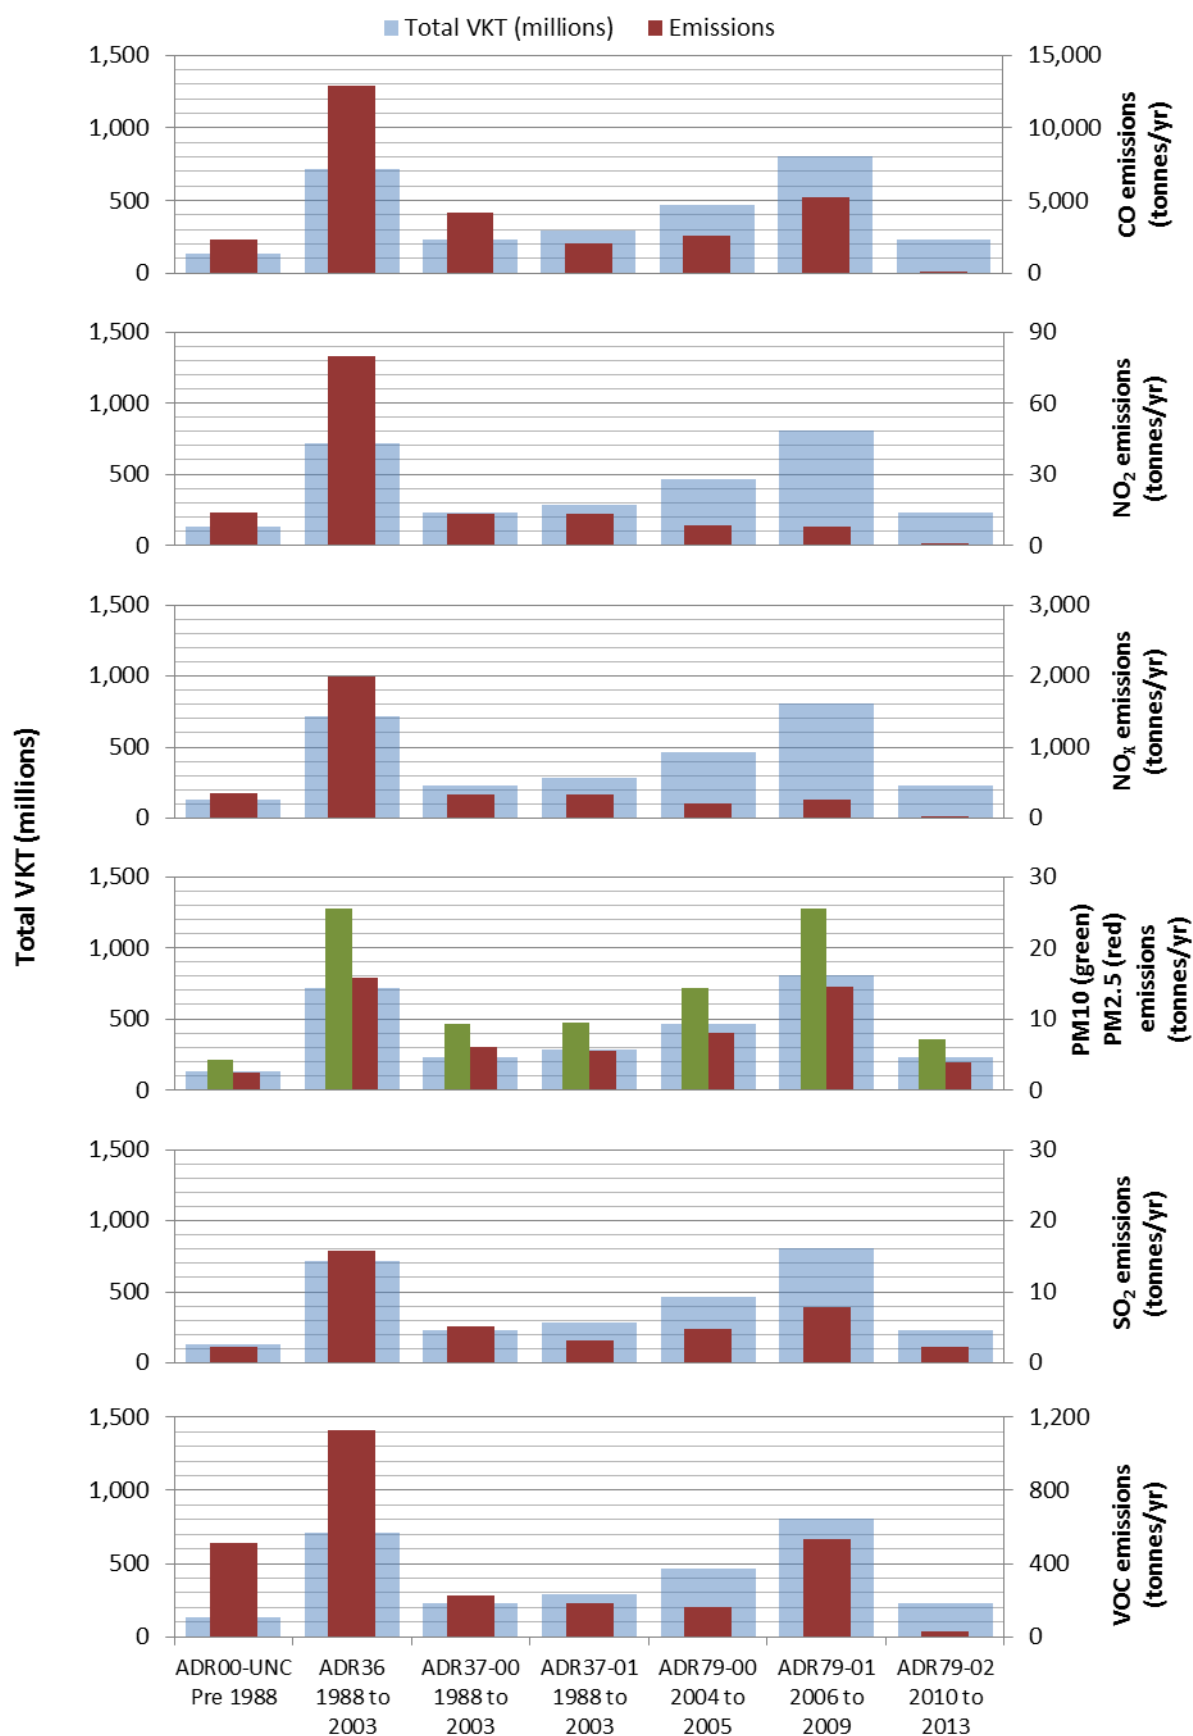 Total VKT (millions) Emissions
1,500
1,000
500
0
15,000
10,000
5,000
0
CO emissions
(tonnes/yr)
1,500
1,000
500
0
90
60
30
0
NO₂ emissions
(tonnes/yr)
1,500
1,000
500
0
3,000
2,000
1,000
0
NOₓ emissions
(tonnes/yr)
Total VKT (millions)
1,500
1,000
500
0
30
20
10
0
PM10 (green)
PM2.5 (red)
emissions
(tonnes/yr)
1,500
1,000
500
0
30
20
10
0
SO₂ emissions
(tonnes/yr)
1,500
1,000
500
0
1,200
800
400
0
VOC emissions
(tonnes/yr)
ADR00-UNC
Pre 1988
ADR36
1988 to
2003
ADR37-00
1988 to
2003
ADR37-01
1988 to
2003
ADR79-00
2004 to
2005
ADR79-01
2006 to
2009
ADR79-02
2010 to
2013